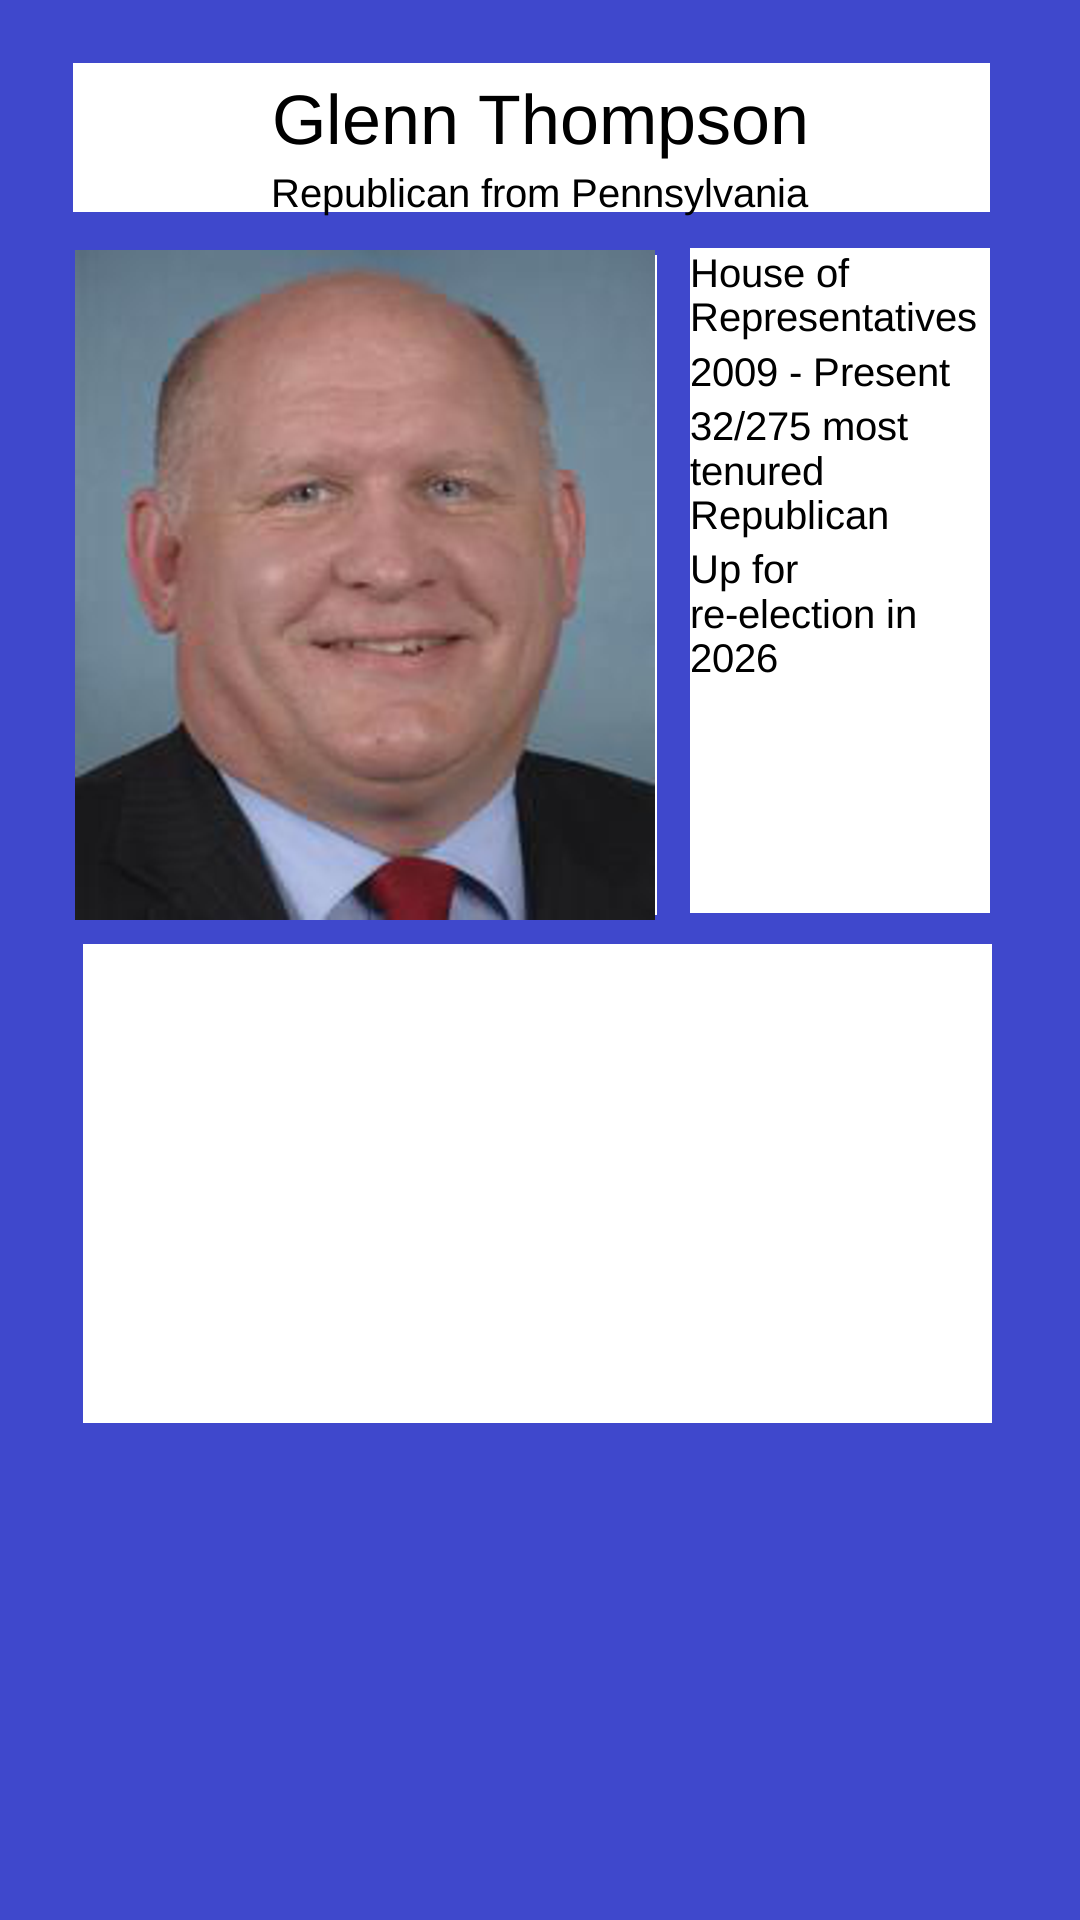 Glenn Thompson
Republican from Pennsylvania
House of
Representatives
2009 - Present
32/275 most
tenured
Republican
Up for
re-election in
2026